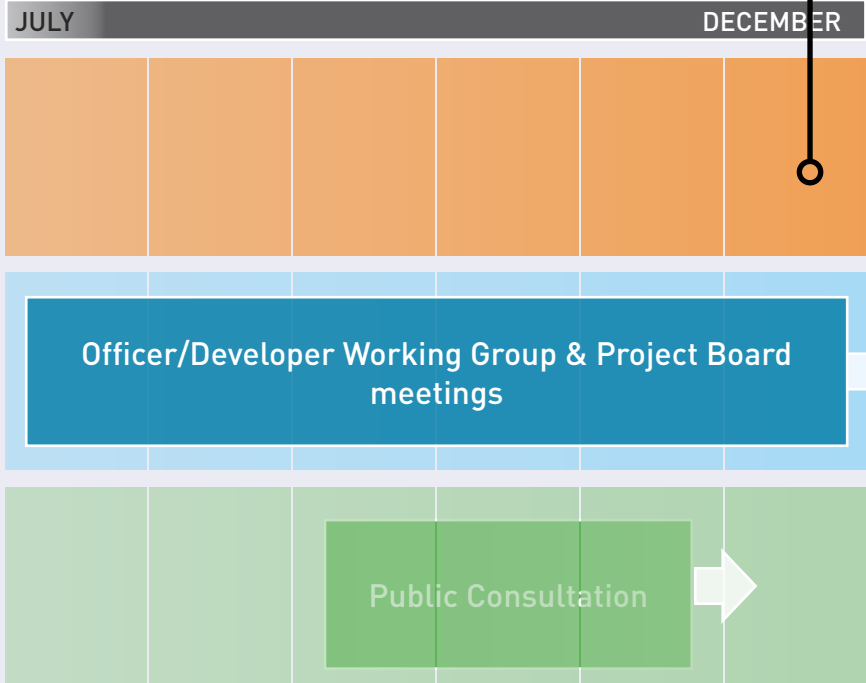 JULY
DECEMBER
Officer/Developer Working Group & Project Board
meetings
Public Consultation